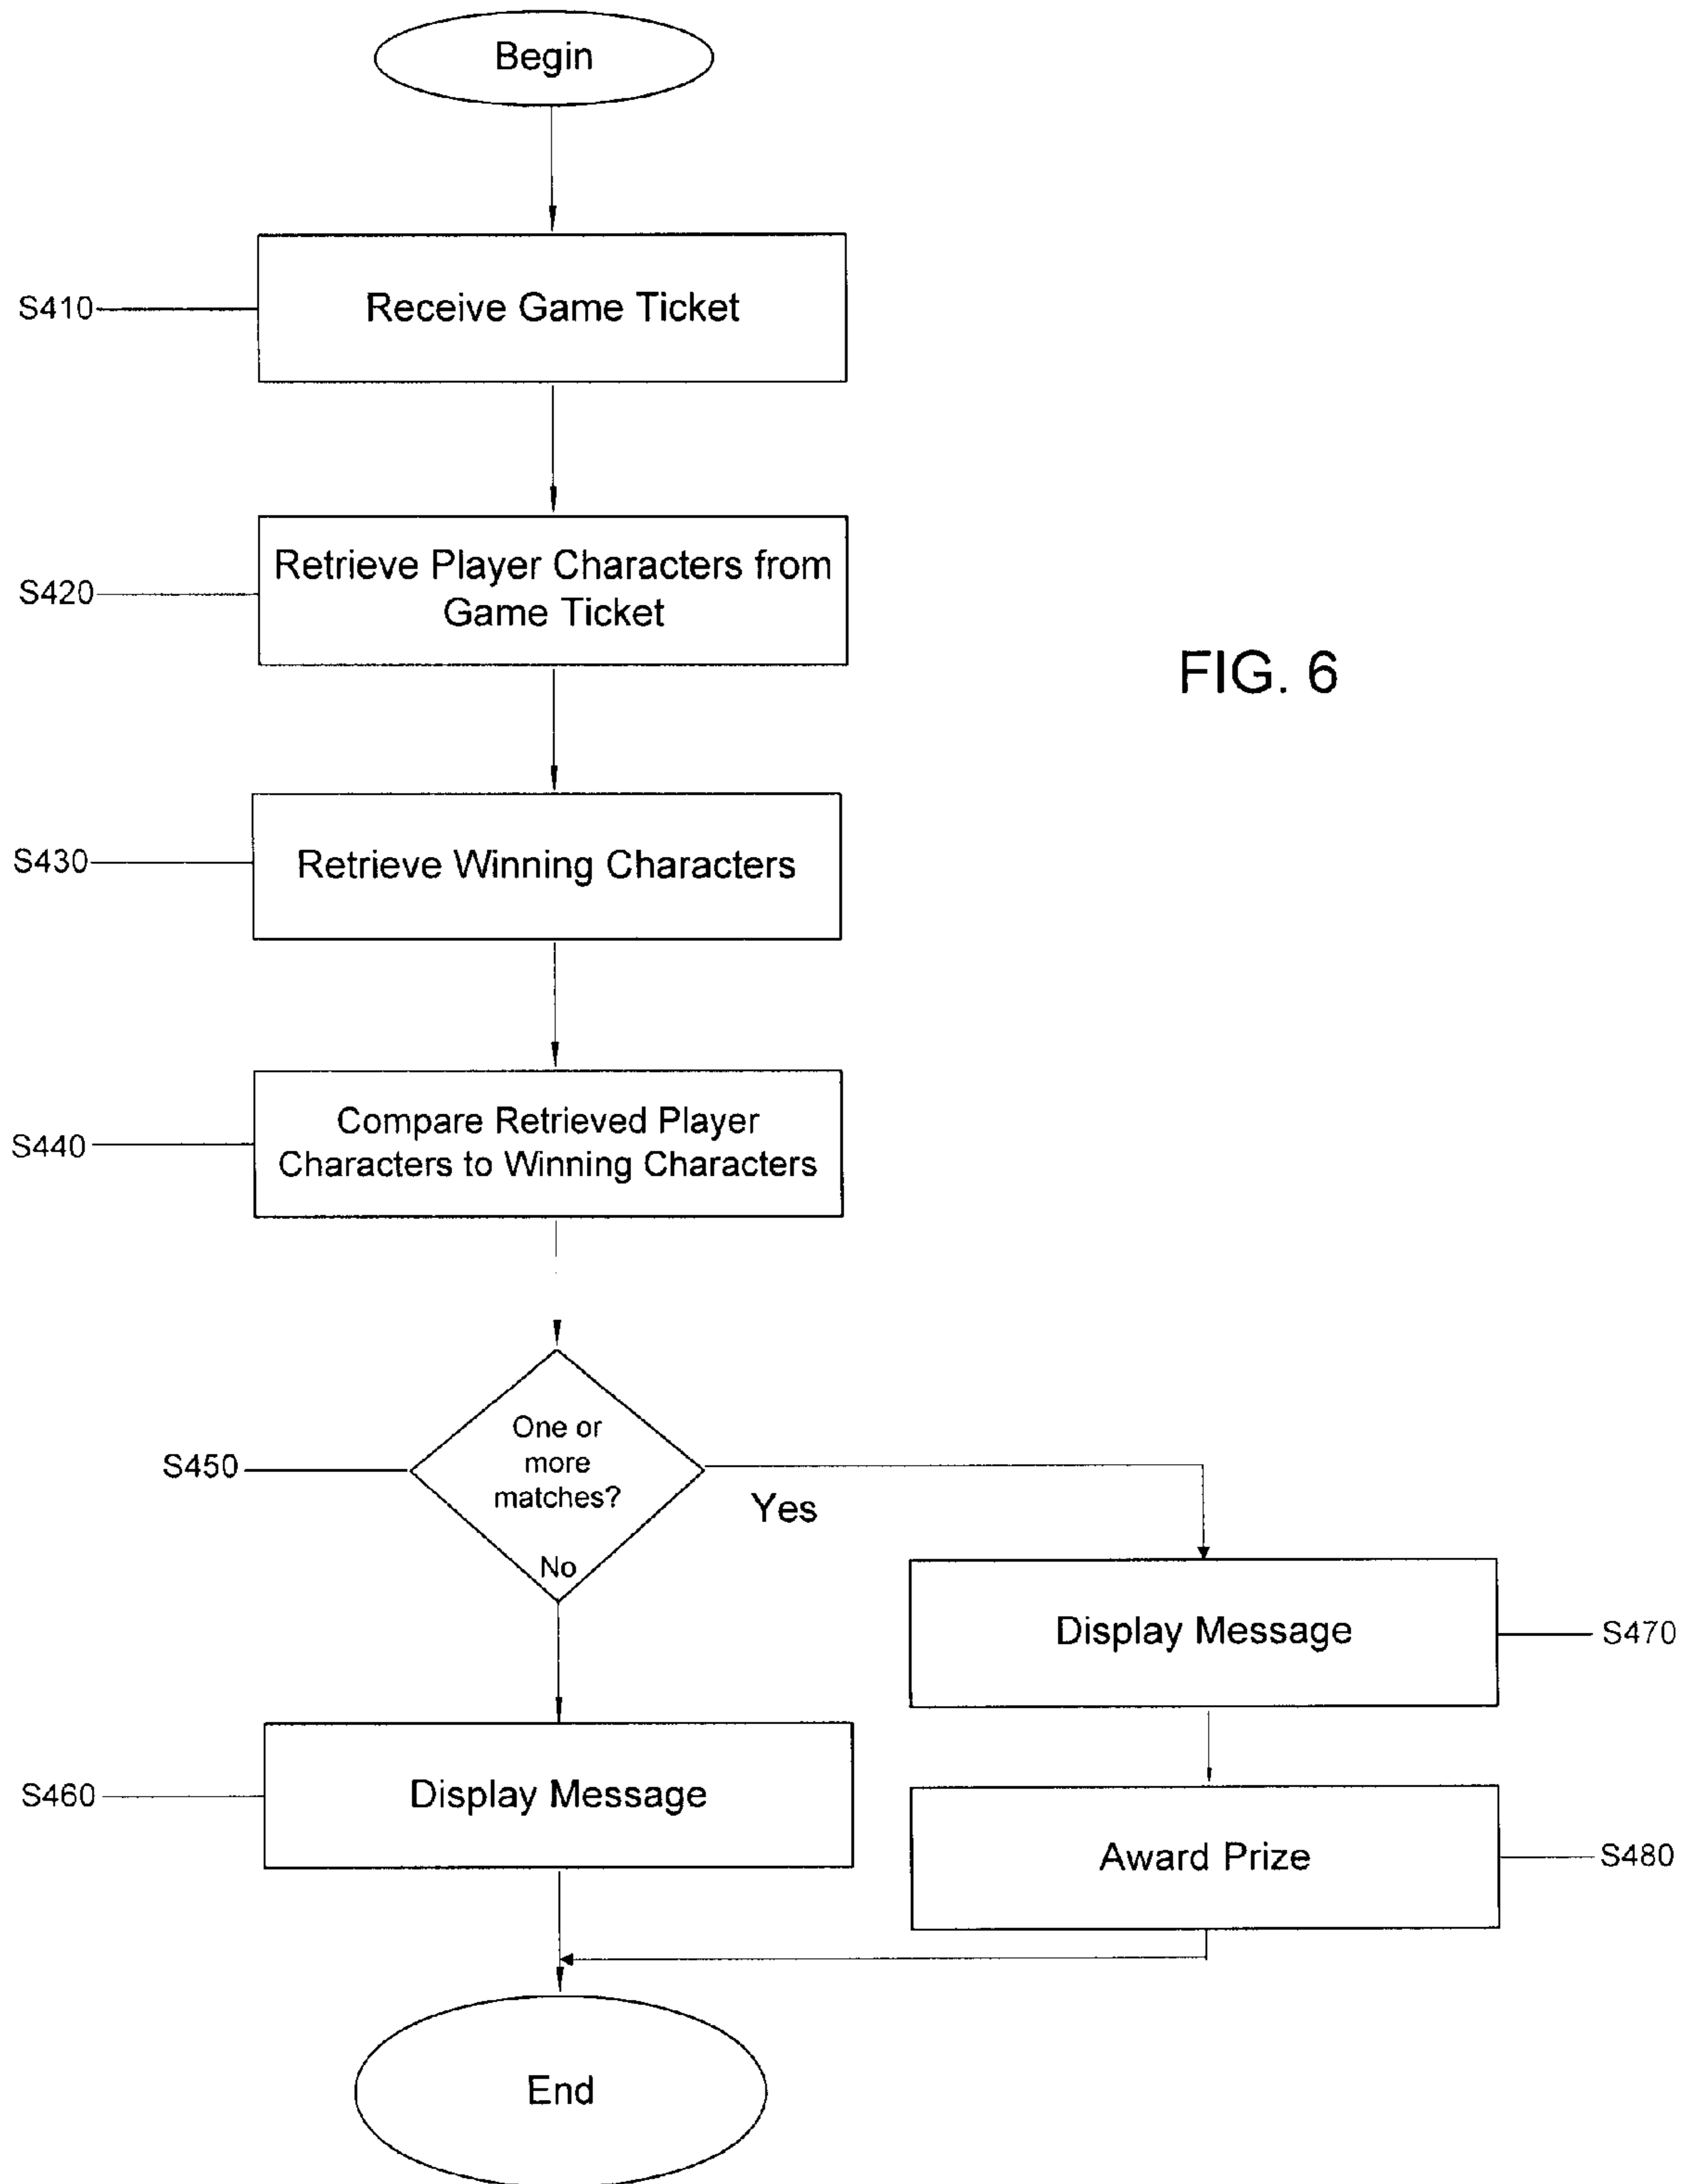 Begin
S410
Receive Game Ticket
S420
Retrieve Player Characters from
Game Ticket
FIG. 6
S430
Retrieve Winning Characters
S440
Compare Retrieved Player
Characters to Winning Characters
S450
One or
more
matches?
Yes
No
Display Message
S470
S460
Display Message
Award Prize
S480
End